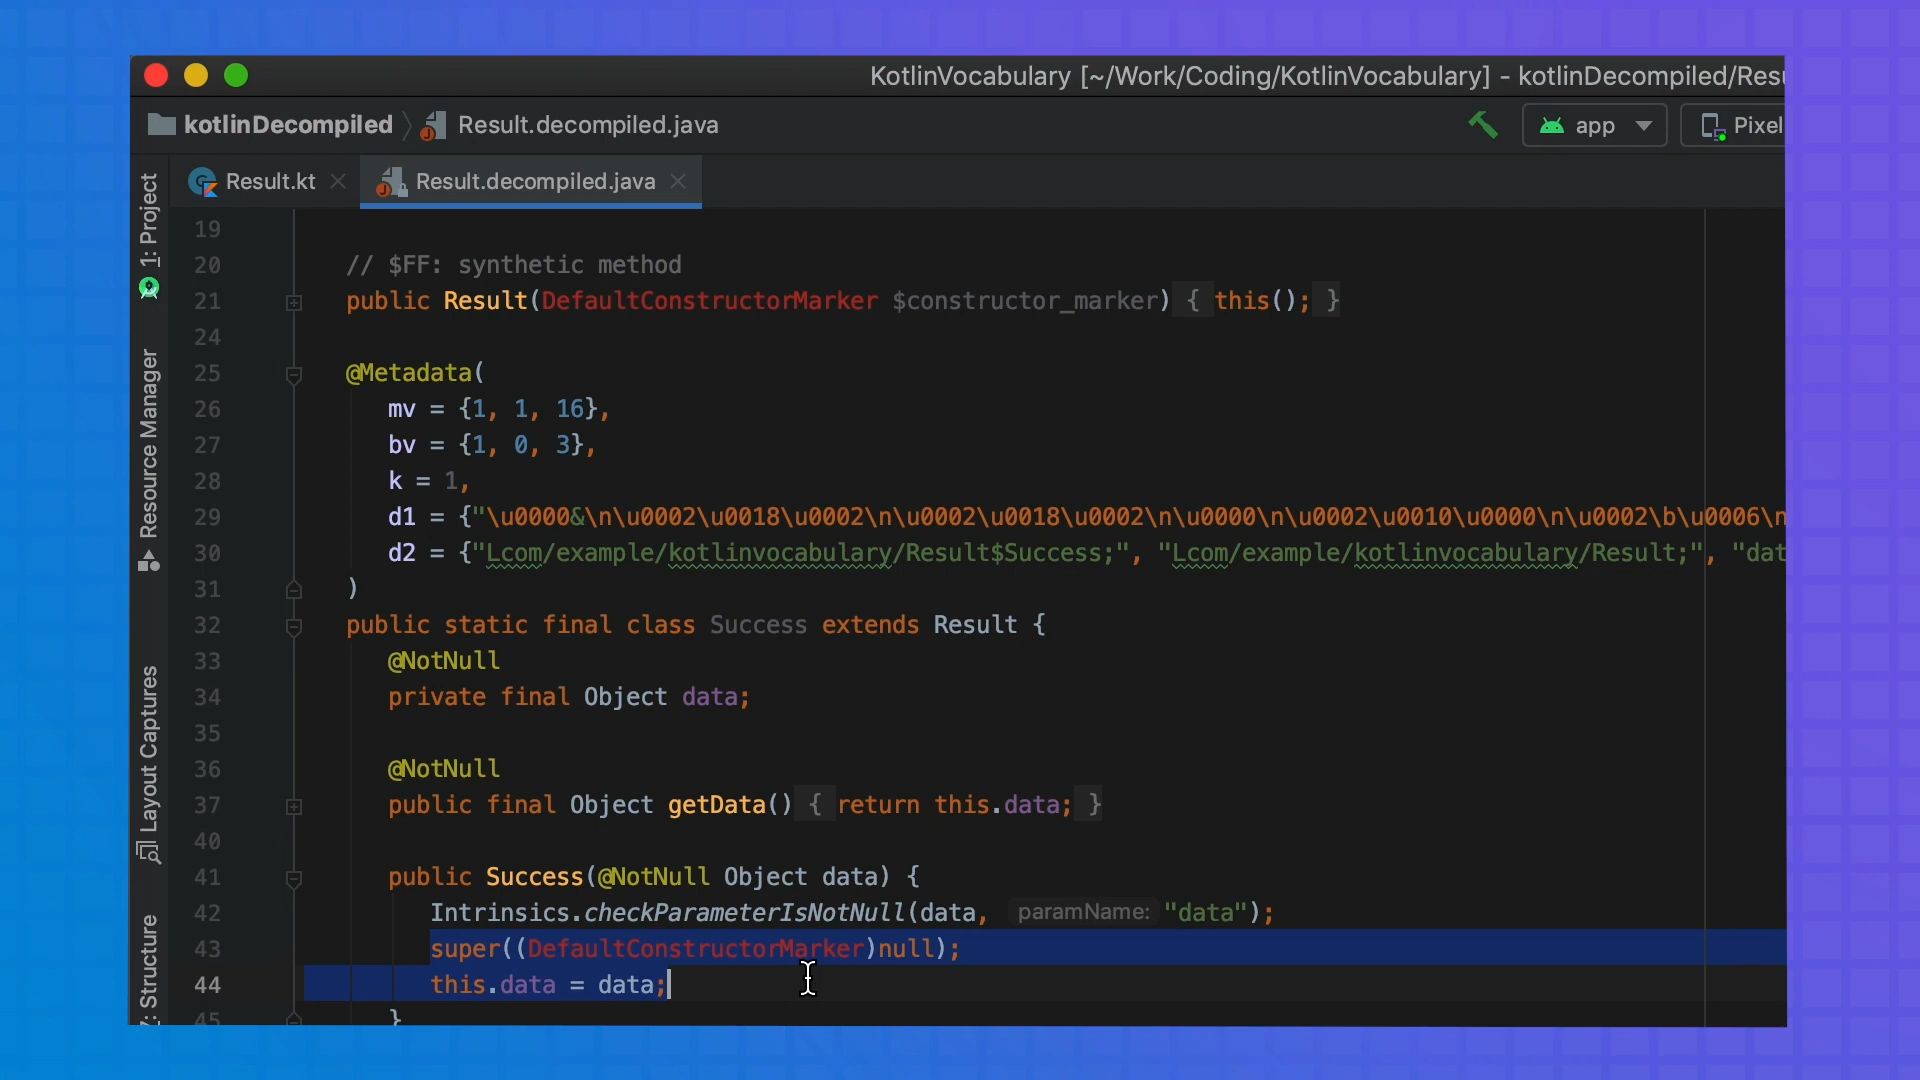 KotlinVocabulary [~/Work/Coding/KotlinVocabulary] - kotlinDecompiled/Resu
kotlinDecompiled
Result.decompiled.java
app
Pixel
Result.kt
Result.decompiled.java
1: Project
Resource Manager
Layout Captures
7: Structure
19
20 // $FF: synthetic method
21 public Result(DefaultConstructorMarker $constructor_marker) { this(); }
24
25 @Metadata(
26 mv = {1, 1, 16},
27 bv = {1, 0, 3},
28 k = 1,
29 d1 = {"\u0000&\n\u0002\u0018\u0002\n\u0002\u0018\u0002\n\u0000\n\u0002\u0010\u0000\n\u0002\b\u0006\n
30 d2 = {"Lcom/example/kotlinvocabulary/Result$Success;", "Lcom/example/kotlinvocabulary/Result;", "dat
31 )
32 public static final class Success extends Result {
33 @NotNull
34 private final Object data;
35
36 @NotNull
37 public final Object getData() { return this.data; }
40
41 public Success(@NotNull Object data) {
42 Intrinsics.checkParameterIsNotNull(data, paramName: "data");
43 super((DefaultConstructorMarker)null);
44 this.data = data;
45 }